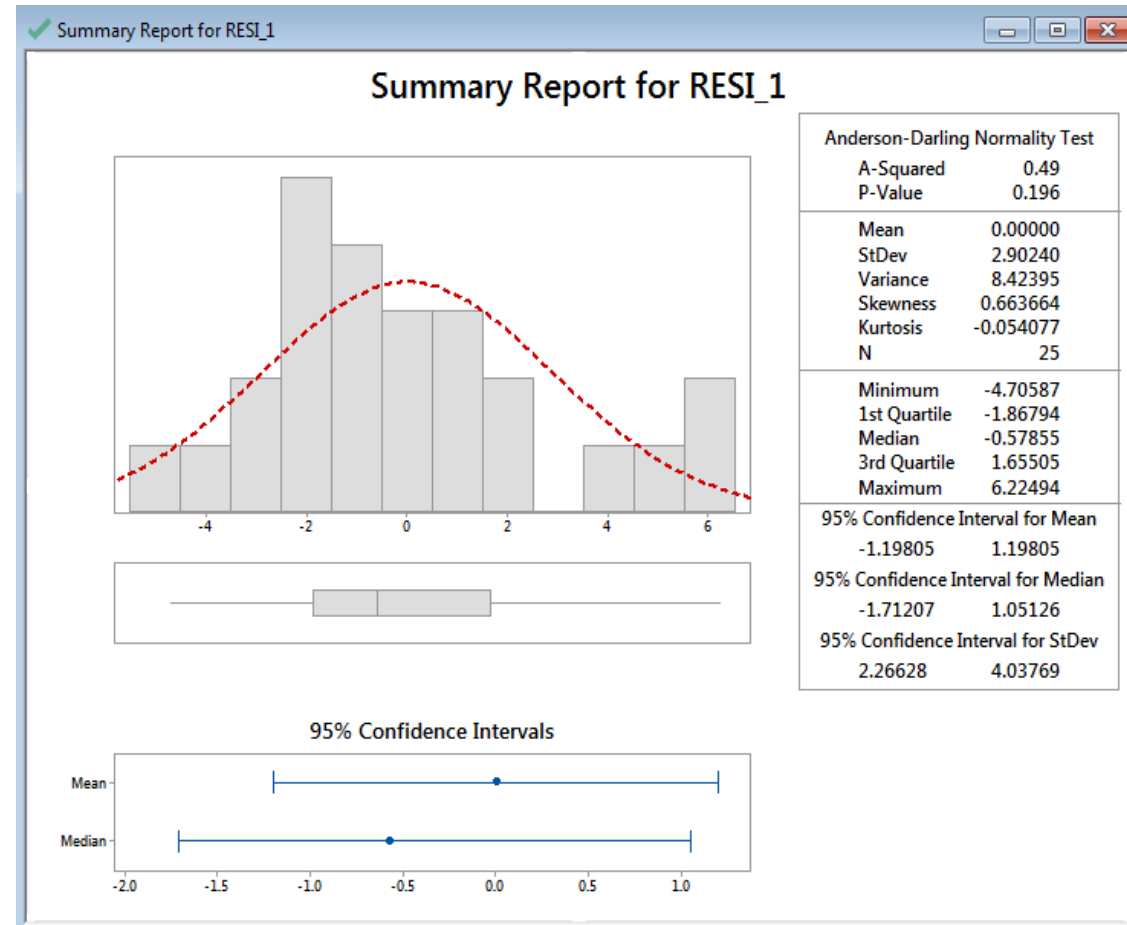 Summary Report for RESI_1
Summary Report for RESI_1
-4 -2 0 2 4 6
95% Confidence Intervals
Mean
Median
-2.0 -1.5 -1.0 -0.5 0.0 0.5 1.0
Anderson-Darling Normality Test
A-Squared 0.49
P-Value 0.196
Mean 0.00000
StDev 2.90240
Variance 8.42395
Skewness 0.663664
Kurtosis -0.054077
N 25
Minimum -4.70587
1st Quartile -1.86794
Median -0.57855
3rd Quartile 1.65505
Maximum 6.22494
95% Confidence Interval for Mean
-1.19805 1.19805
95% Confidence Interval for Median
-1.71207 1.05126
95% Confidence Interval for StDev
2.26628 4.03769